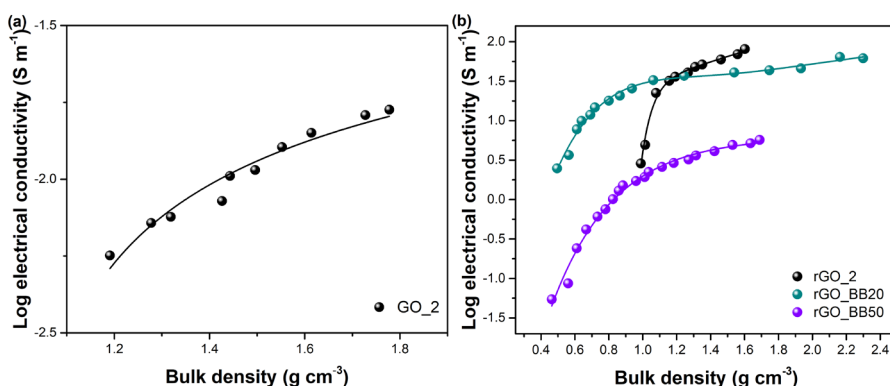 (a)
Log electrical conductivity (S m⁻¹)
-1.5
-2.0
-2.5
1.2 1.4 1.6 1.8
Bulk density (g cm⁻³)
GO_2
(b)
Log electrical conductivity (S m⁻¹)
2.0
1.5
1.0
0.5
0.0
-0.5
-1.0
-1.5
0.4 0.6 0.8 1.0 1.2 1.4 1.6 1.8 2.0 2.2 2.4
Bulk density (g cm⁻³)
rGO_2
rGO_BB20
rGO_BB50